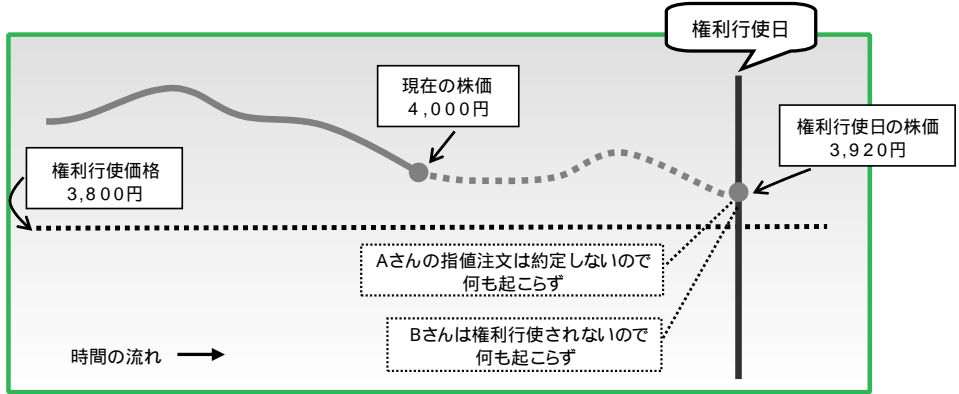 権利行使日
現在の株価
4,000円
権利行使日の株価
3,920円
権利行使価格
3,800円
Aさんの指値注文は約定しないので
何も起こらず
Bさんは権利行使されないので
何も起こらず
時間の流れ